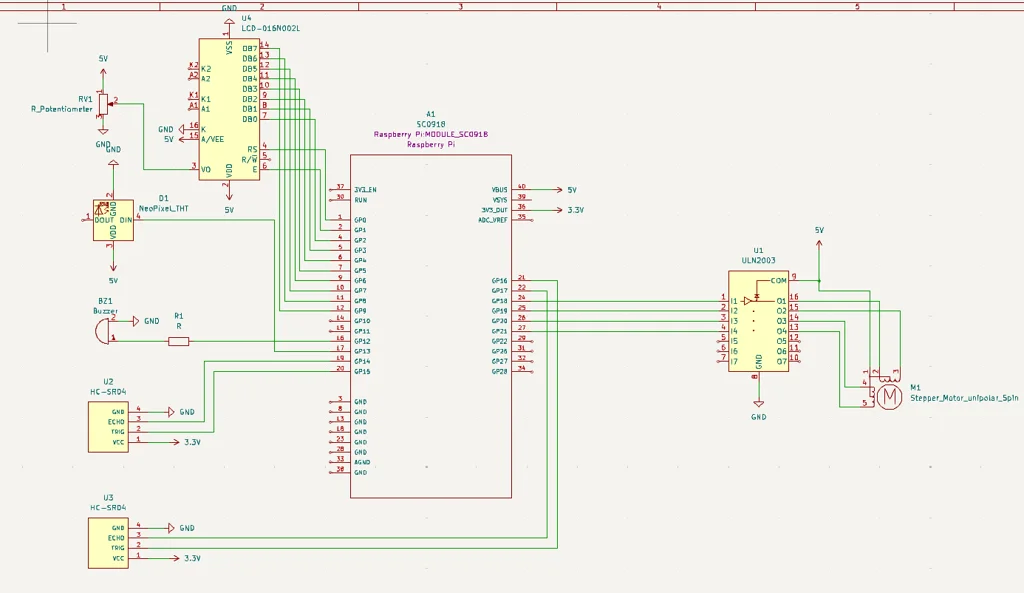 1
2
3
4
5
GND
U4
LCD-016N002L
1
VSS
DB7 14
DB6 13
DB5 12
DB4 11
DB3 10
DB2 9
DB1 8
DB0 7
K2 K2
A2 A2
K1 K1
A1 A1
GND 16 K
5V 15 A/VEE
RS 4
R/W 5
E 6
3 VO
VDD
2
5V
5V
1
RV1
R_Potentiometer
2
3
GND
GND
D1
NeoPixel_THT
2
GND
1 DOUT DIN 4
VDD
3
5V
BZ1
Buzzer
2 GND
1
R1
R
U2
HC-SR04
GND 4 GND
ECHO 3
TRIG 2
VCC 1 3.3V
U3
HC-SR04
GND 4 GND
ECHO 3
TRIG 2
VCC 1 3.3V
A1
SC0918
Raspberry Pi:MODULE_SC0918
Raspberry Pi
37 3V3_EN
30 RUN
1 GP0
2 GP1
4 GP2
5 GP3
6 GP4
7 GP5
9 GP6
10 GP7
11 GP8
12 GP9
14 GP10
15 GP11
16 GP12
17 GP13
19 GP14
20 GP15
3 GND
8 GND
13 GND
18 GND
23 GND
28 GND
33 AGND
38 GND
VBUS 40 5V
VSYS 39
3V3_OUT 36 3.3V
ADC_VREF 35
GP16 21
GP17 22
GP18 24
GP19 25
GP20 26
GP21 27
GP22 29
GP26 31
GP27 32
GP28 34
5V
U1
ULN2003
COM 9
1 I1 O1 16
2 I2 O2 15
3 I3 O3 14
4 I4 O4 13
5 I5 O5 12
6 I6 O6 11
7 I7 O7 10
GND
8
GND
1 2 3
4
5
M
M1
Stepper_Motor_unipolar_5pin